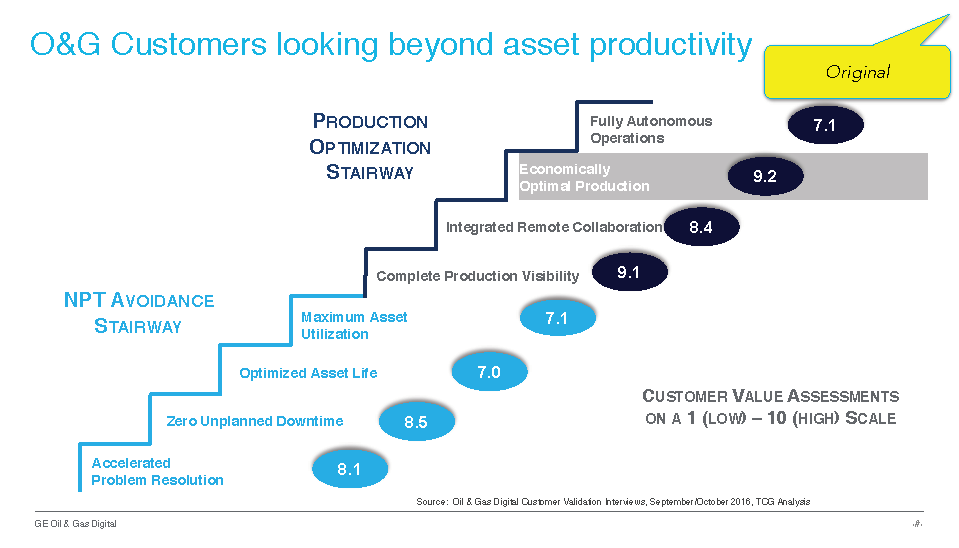 O&G Customers looking beyond asset productivity
Original
PRODUCTION
OPTIMIZATION
STAIRWAY
Fully Autonomous
Operations
7.1
Economically
Optimal Production
9.2
Integrated Remote Collaboration
8.4
Complete Production Visibility
9.1
NPT AVOIDANCE
STAIRWAY
Maximum Asset
Utilization
7.1
Optimized Asset Life
7.0
CUSTOMER VALUE ASSESSMENTS
ON A 1 (LOW) – 10 (HIGH) SCALE
Zero Unplanned Downtime
8.5
Accelerated
Problem Resolution
8.1
Source: Oil & Gas Digital Customer Validation Interviews, September/October 2016, TCG Analysis
GE Oil & Gas Digital
‹#›